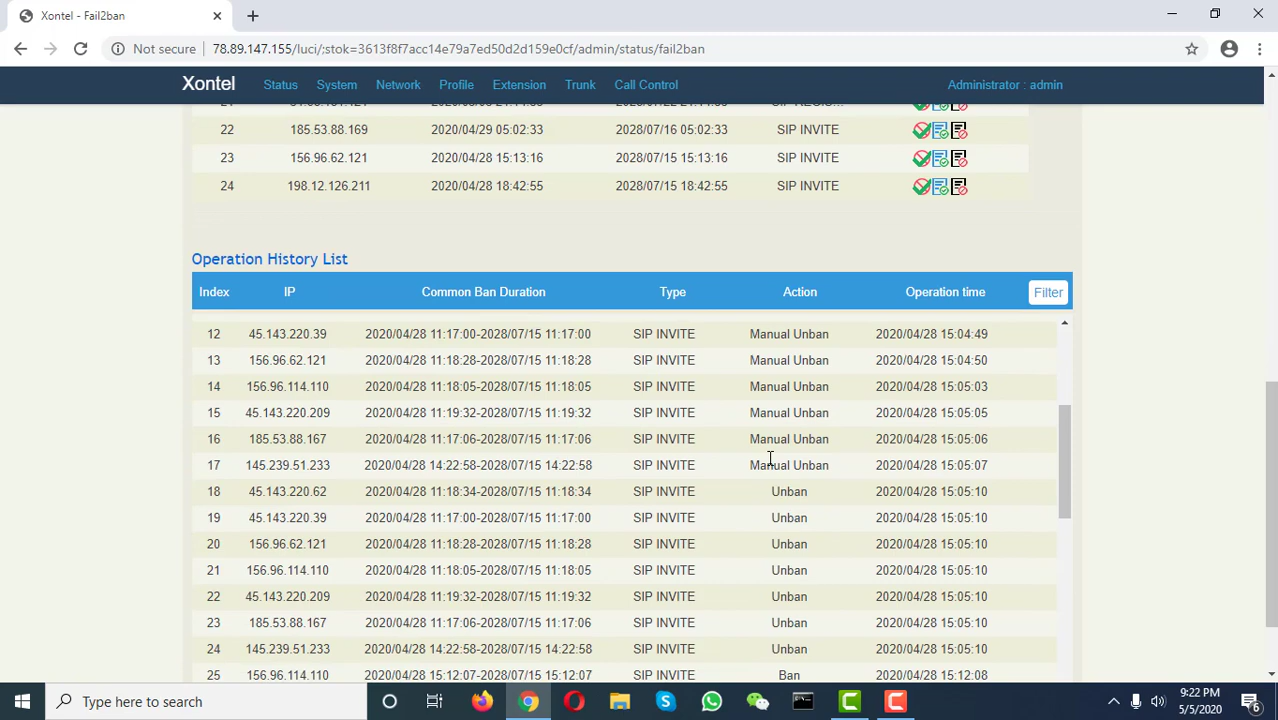 Xontel - Fail2ban
Not secure 78.89.147.155/luci/;stok=3613f8f7acc14e79a7ed50d2d159e0cf/admin/status/fail2ban
Xontel Status System Network Profile Extension Trunk Call Control Administrator : admin
22 185.53.88.169 2020/04/29 05:02:33 2028/07/16 05:02:33 SIP INVITE
23 156.96.62.121 2020/04/28 15:13:16 2028/07/15 15:13:16 SIP INVITE
24 198.12.126.211 2020/04/28 18:42:55 2028/07/15 18:42:55 SIP INVITE
Operation History List
Index IP Common Ban Duration Type Action Operation time Filter
12 45.143.220.39 2020/04/28 11:17:00-2028/07/15 11:17:00 SIP INVITE Manual Unban 2020/04/28 15:04:49
13 156.96.62.121 2020/04/28 11:18:28-2028/07/15 11:18:28 SIP INVITE Manual Unban 2020/04/28 15:04:50
14 156.96.114.110 2020/04/28 11:18:05-2028/07/15 11:18:05 SIP INVITE Manual Unban 2020/04/28 15:05:03
15 45.143.220.209 2020/04/28 11:19:32-2028/07/15 11:19:32 SIP INVITE Manual Unban 2020/04/28 15:05:05
16 185.53.88.167 2020/04/28 11:17:06-2028/07/15 11:17:06 SIP INVITE Manual Unban 2020/04/28 15:05:06
17 145.239.51.233 2020/04/28 14:22:58-2028/07/15 14:22:58 SIP INVITE Manual Unban 2020/04/28 15:05:07
18 45.143.220.62 2020/04/28 11:18:34-2028/07/15 11:18:34 SIP INVITE Unban 2020/04/28 15:05:10
19 45.143.220.39 2020/04/28 11:17:00-2028/07/15 11:17:00 SIP INVITE Unban 2020/04/28 15:05:10
20 156.96.62.121 2020/04/28 11:18:28-2028/07/15 11:18:28 SIP INVITE Unban 2020/04/28 15:05:10
21 156.96.114.110 2020/04/28 11:18:05-2028/07/15 11:18:05 SIP INVITE Unban 2020/04/28 15:05:10
22 45.143.220.209 2020/04/28 11:19:32-2028/07/15 11:19:32 SIP INVITE Unban 2020/04/28 15:05:10
23 185.53.88.167 2020/04/28 11:17:06-2028/07/15 11:17:06 SIP INVITE Unban 2020/04/28 15:05:10
24 145.239.51.233 2020/04/28 14:22:58-2028/07/15 14:22:58 SIP INVITE Unban 2020/04/28 15:05:10
25 156.96.114.110 2020/04/28 15:12:07-2028/07/15 15:12:07 SIP INVITE Ban 2020/04/28 15:12:08
Type here to search
9:22 PM
5/5/2020
6